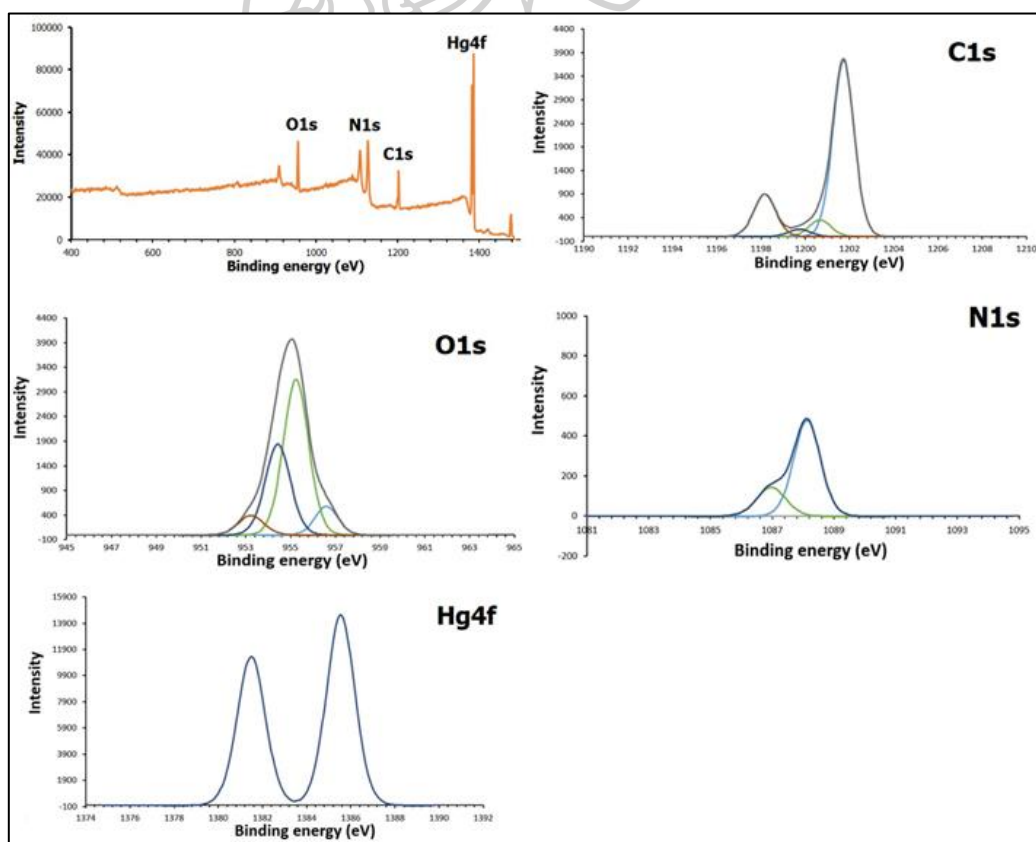 100000
80000
60000
40000
20000
0
Intensity
O1s
N1s
C1s
Hg4f
400 600 800 1000 1200 1400
Binding energy (eV)
C1s
4400
3900
3400
2900
2400
1900
1400
900
400
-100
Intensity
1190 1192 1194 1196 1198 1200 1202 1204 1206 1208 1210
Binding energy (eV)
O1s
4400
3900
3400
2900
2400
1900
1400
900
400
-100
Intensity
945 947 949 951 953 955 957 959 961 963 965
Binding energy (eV)
N1s
1000
800
600
400
200
0
-200
Intensity
1081 1083 1085 1087 1089 1091 1093 1095
Binding energy (eV)
Hg4f
15900
13900
11900
9900
7900
5900
3900
1900
-100
Intensity
1374 1376 1378 1380 1382 1384 1386 1388 1390 1392
Binding energy (eV)